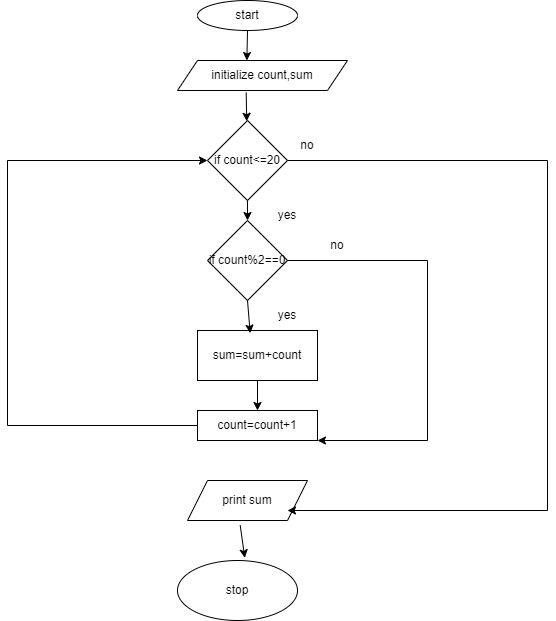 start
initialize count,sum
if count<=20
no
yes
if count%2==0
no
yes
sum=sum+count
count=count+1
print sum
stop